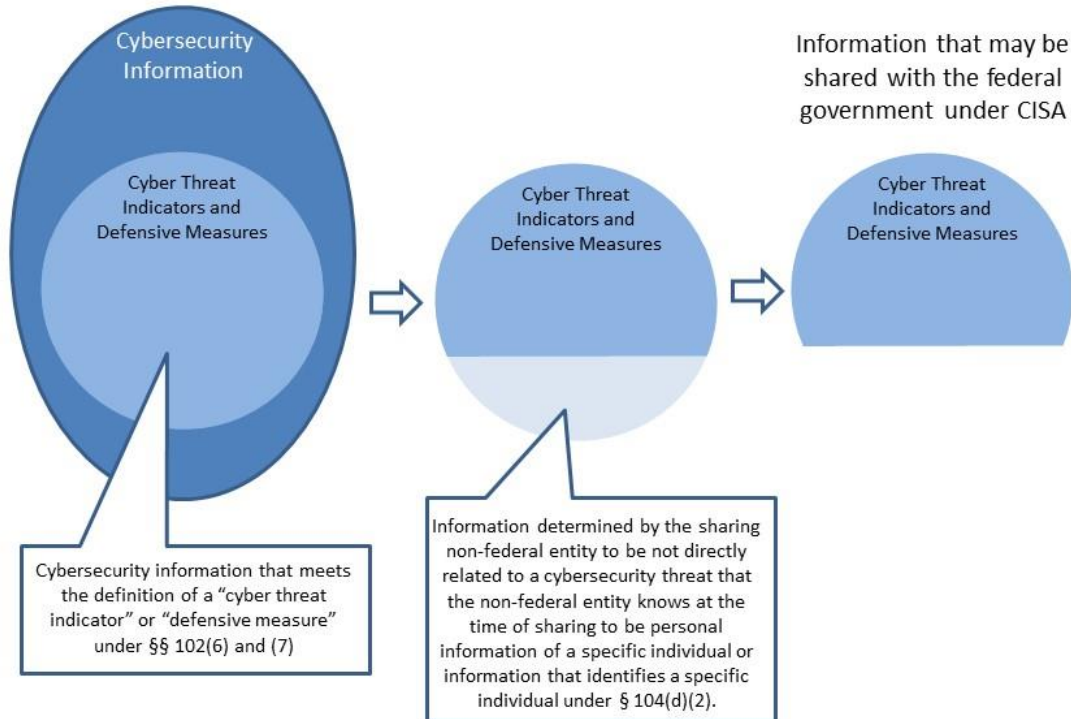 Cybersecurity
Information
Cyber Threat
Indicators and
Defensive Measures
Cybersecurity information that meets
the definition of a “cyber threat
indicator” or “defensive measure”
under §§ 102(6) and (7)
Cyber Threat
Indicators and
Defensive Measures
Information determined by the sharing
non-federal entity to be not directly
related to a cybersecurity threat that
the non-federal entity knows at the
time of sharing to be personal
information of a specific individual or
information that identifies a specific
individual under § 104(d)(2).
Information that may be
shared with the federal
government under CISA
Cyber Threat
Indicators and
Defensive Measures